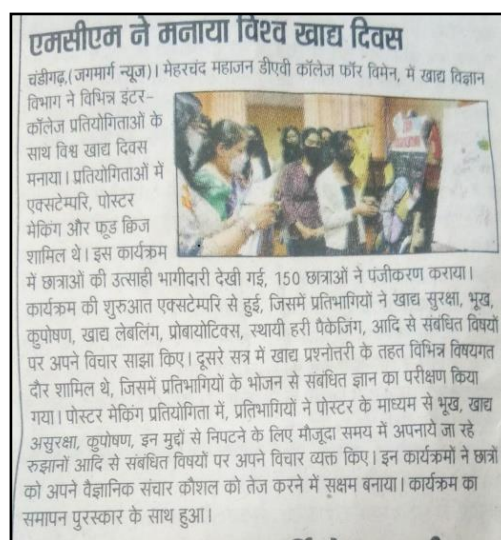 एमसीएम ने मनाया विश्व खाद्य दिवस
चंडीगढ़,(जगमार्ग न्यूज)। मेहरचंद महाजन डीएवी कॉलेज फॉर विमेन, में खाद्य विज्ञान
विभाग ने विभिन्न इंटर-
कॉलेज प्रतियोगिताओं के
साथ विश्व खाद्य दिवस
मनाया। प्रतियोगिताओं में
एक्सटेम्परि, पोस्टर
मेकिंग और फूड क्विज
शामिल थे। इस कार्यक्रम
में छात्राओं की उत्साही भागीदारी देखी गई, 150 छात्राओं ने पंजीकरण कराया।
कार्यक्रम की शुरुआत एक्सटेम्परि से हुई, जिसमें प्रतिभागियों ने खाद्य सुरक्षा, भूख,
कुपोषण, खाद्य लेबलिंग, प्रोबायोटिक्स, स्थायी हरी पैकेजिंग, आदि से संबंधित विषयों
पर अपने विचार साझा किए। दूसरे सत्र में खाद्य प्रश्नोतरी के तहत विभिन्न विषयगत
दौर शामिल थे, जिसमें प्रतिभागियों के भोजन से संबंधित ज्ञान का परीक्षण किया
गया। पोस्टर मेकिंग प्रतियोगिता में, प्रतिभागियों ने पोस्टर के माध्यम से भूख, खाद्य
असुरक्षा, कुपोषण, इन मुद्दों से निपटने के लिए मौजूदा समय में अपनाये जा रहे
रुझानों आदि से संबंधित विषयों पर अपने विचार व्यक्त किए। इन कार्यक्रमों ने छात्रों
को अपने वैज्ञानिक संचार कौशल को तेज करने में सक्षम बनाया। कार्यक्रम का
समापन पुरस्कार के साथ हुआ।